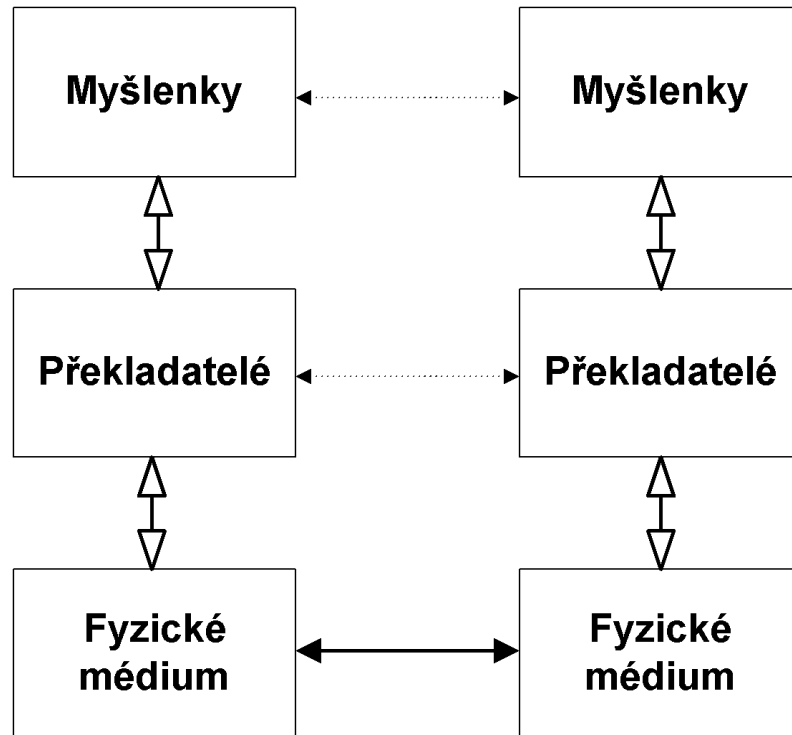 Myšlenky
Myšlenky
Překladatelé
Překladatelé
Fyzické
médium
Fyzické
médium